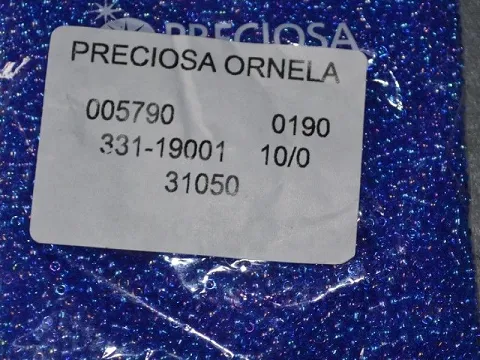 PRECIOSA
PRECIOSA ORNELA
005790 0190
331-19001 10/0
31050